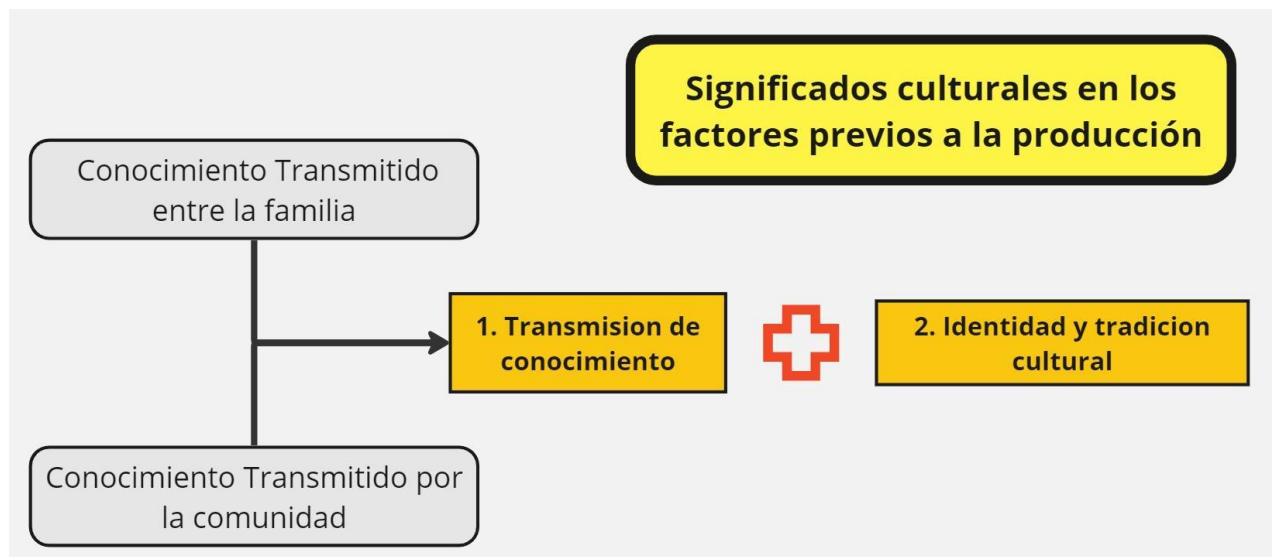 Significados culturales en los
factores previos a la producción
Conocimiento Transmitido
entre la familia
1. Transmision de
conocimiento
2. Identidad y tradicion
cultural
Conocimiento Transmitido por
la comunidad